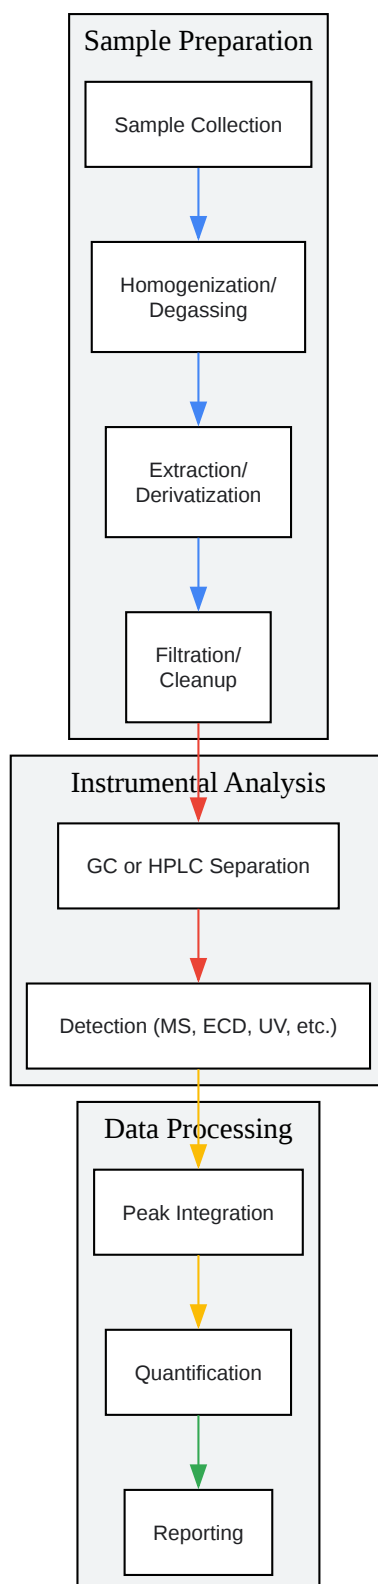 Sample Preparation
Sample Collection
Homogenization/
Degassing
Extraction/
Derivatization
Filtration/
Cleanup
Instrumental Analysis
GC or HPLC Separation
Detection (MS, ECD, UV, etc.)
Data Processing
Peak Integration
Quantification
Reporting